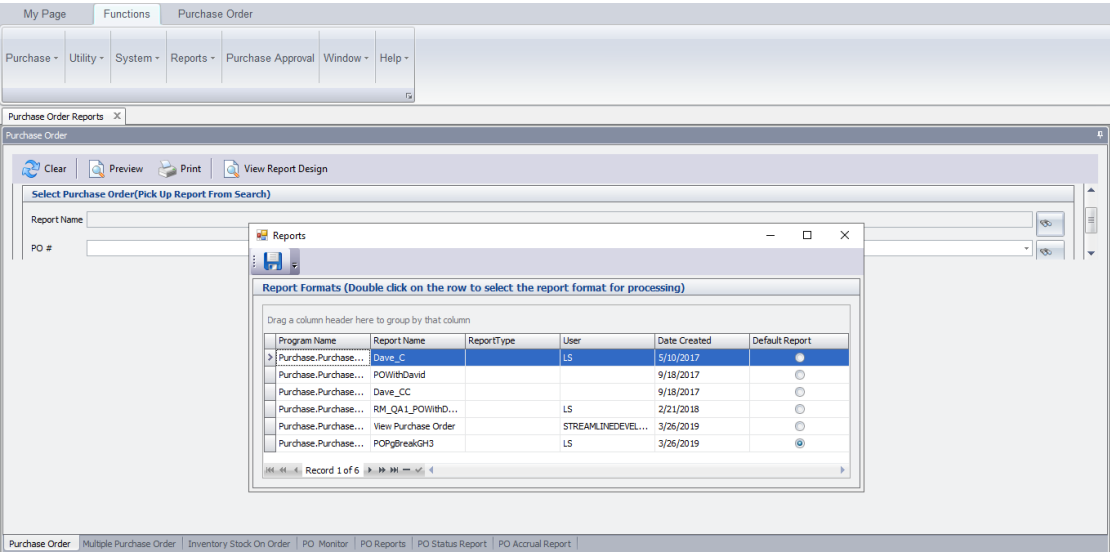 My Page Functions Purchase Order
Purchase Utility System Reports Purchase Approval Window Help
Purchase Order Reports X
Purchase Order
Clear Preview Print View Report Design
Select Purchase Order(Pick Up Report From Search)
Report Name
PO #
Reports
Report Formats (Double click on the row to select the report format for processing)
Drag a column header here to group by that column
Program Name Report Name ReportType User Date Created Default Report
Purchase.Purchase... Dave_C LS 5/10/2017
Purchase.Purchase... POWithDavid 9/18/2017
Purchase.Purchase... Dave_CC 9/18/2017
Purchase.Purchase... RM_QA1_POWithD... LS 2/21/2018
Purchase.Purchase... View Purchase Order STREAMLINEDEVEL... 3/26/2019
Purchase.Purchase... POPgBreakGH3 LS 3/26/2019
Record 1 of 6
Purchase Order Multiple Purchase Order Inventory Stock On Order PO Monitor PO Reports PO Status Report PO Accrual Report